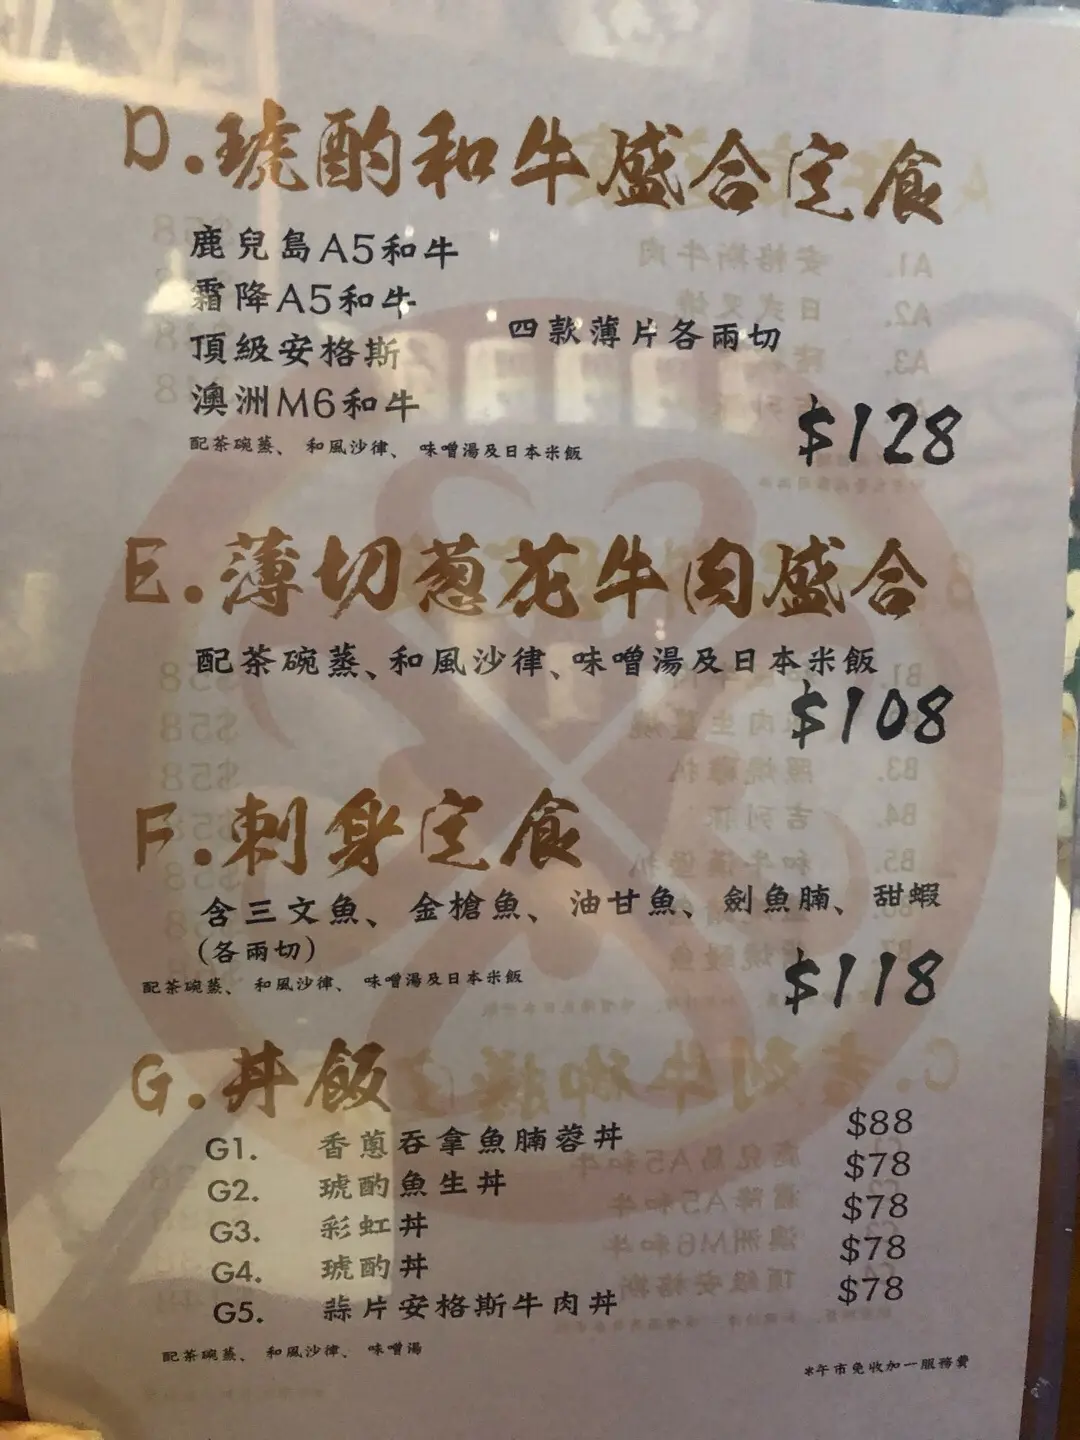 D.琥酌和牛盛合定食
鹿兒島A5和牛
霜降A5和牛
四款薄片各兩切
頂級安格斯
澳洲M6和牛
$128
配茶碗蒸、和風沙律、味噌湯及日本米飯
E.薄切葱花牛肉盛合
配茶碗蒸、和風沙律、味噌湯及日本米飯
$108
F.刺身定食
含三文魚、金槍魚、油甘魚、劍魚腩、甜蝦
(各兩切)
$118
配茶碗蒸、和風沙律、味噌湯及日本米飯
G.丼飯
G1. 香蔥吞拿魚腩蓉丼 $88
G2. 琥酌魚生丼 $78
G3. 彩虹丼 $78
G4. 琥酌丼 $78
G5. 蒜片安格斯牛肉丼 $78
配茶碗蒸、和風沙律、味噌湯
*午市免收加一服務費